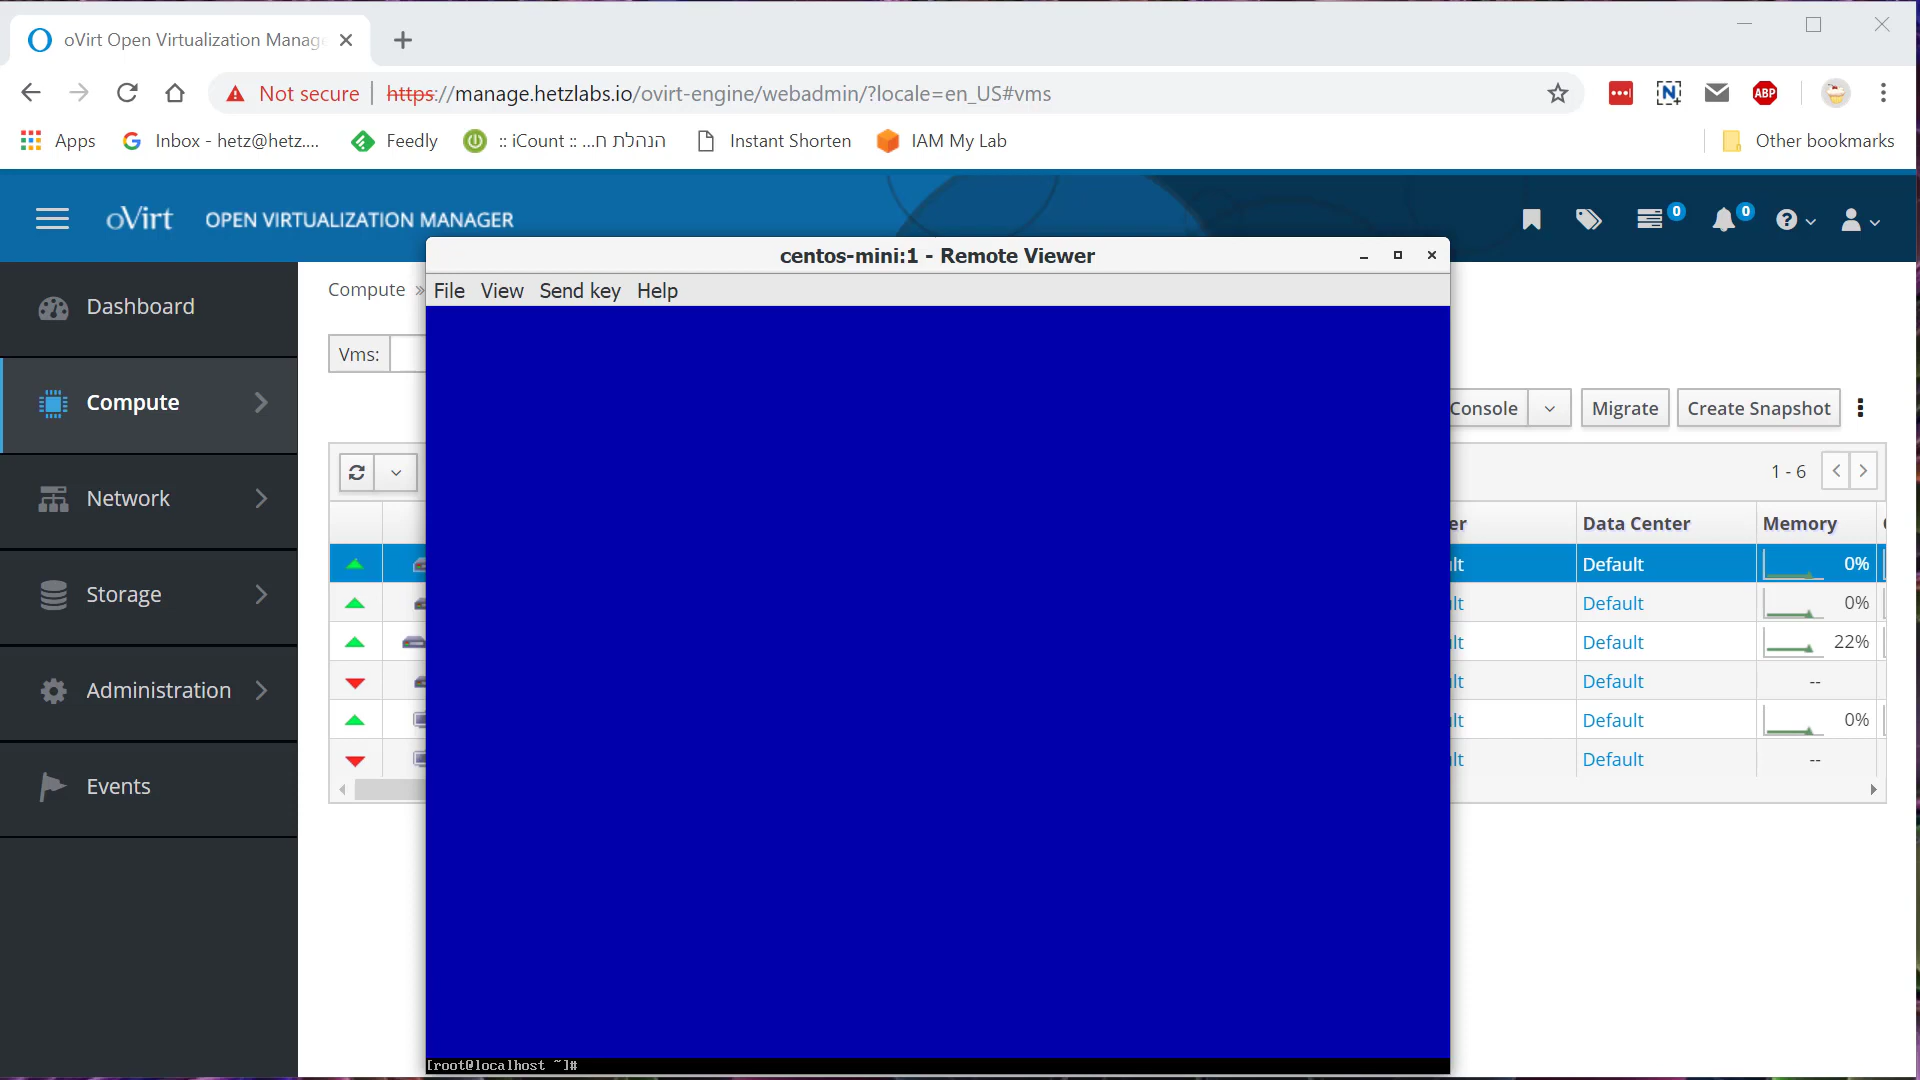 oVirt Open Virtualization Manag
Not secure
https://manage.hetzlabs.io/ovirt-engine/webadmin/?locale=en_US#vms
ABP
Apps
Inbox - hetz@hetz....
Feedly
:: iCount :: ...הנהלת ח
Instant Shorten
IAM My Lab
Other bookmarks
oVirt OPEN VIRTUALIZATION MANAGER
0
0
centos-mini:1 - Remote Viewer
File View Send key Help
Dashboard
Compute
Network
Storage
Administration
Events
Compute »
Vms:
Console
Migrate
Create Snapshot
1 - 6
er Data Center Memory
lt Default 0%
lt Default 0%
lt Default 22%
lt Default --
lt Default 0%
lt Default --
[root@localhost ~]#